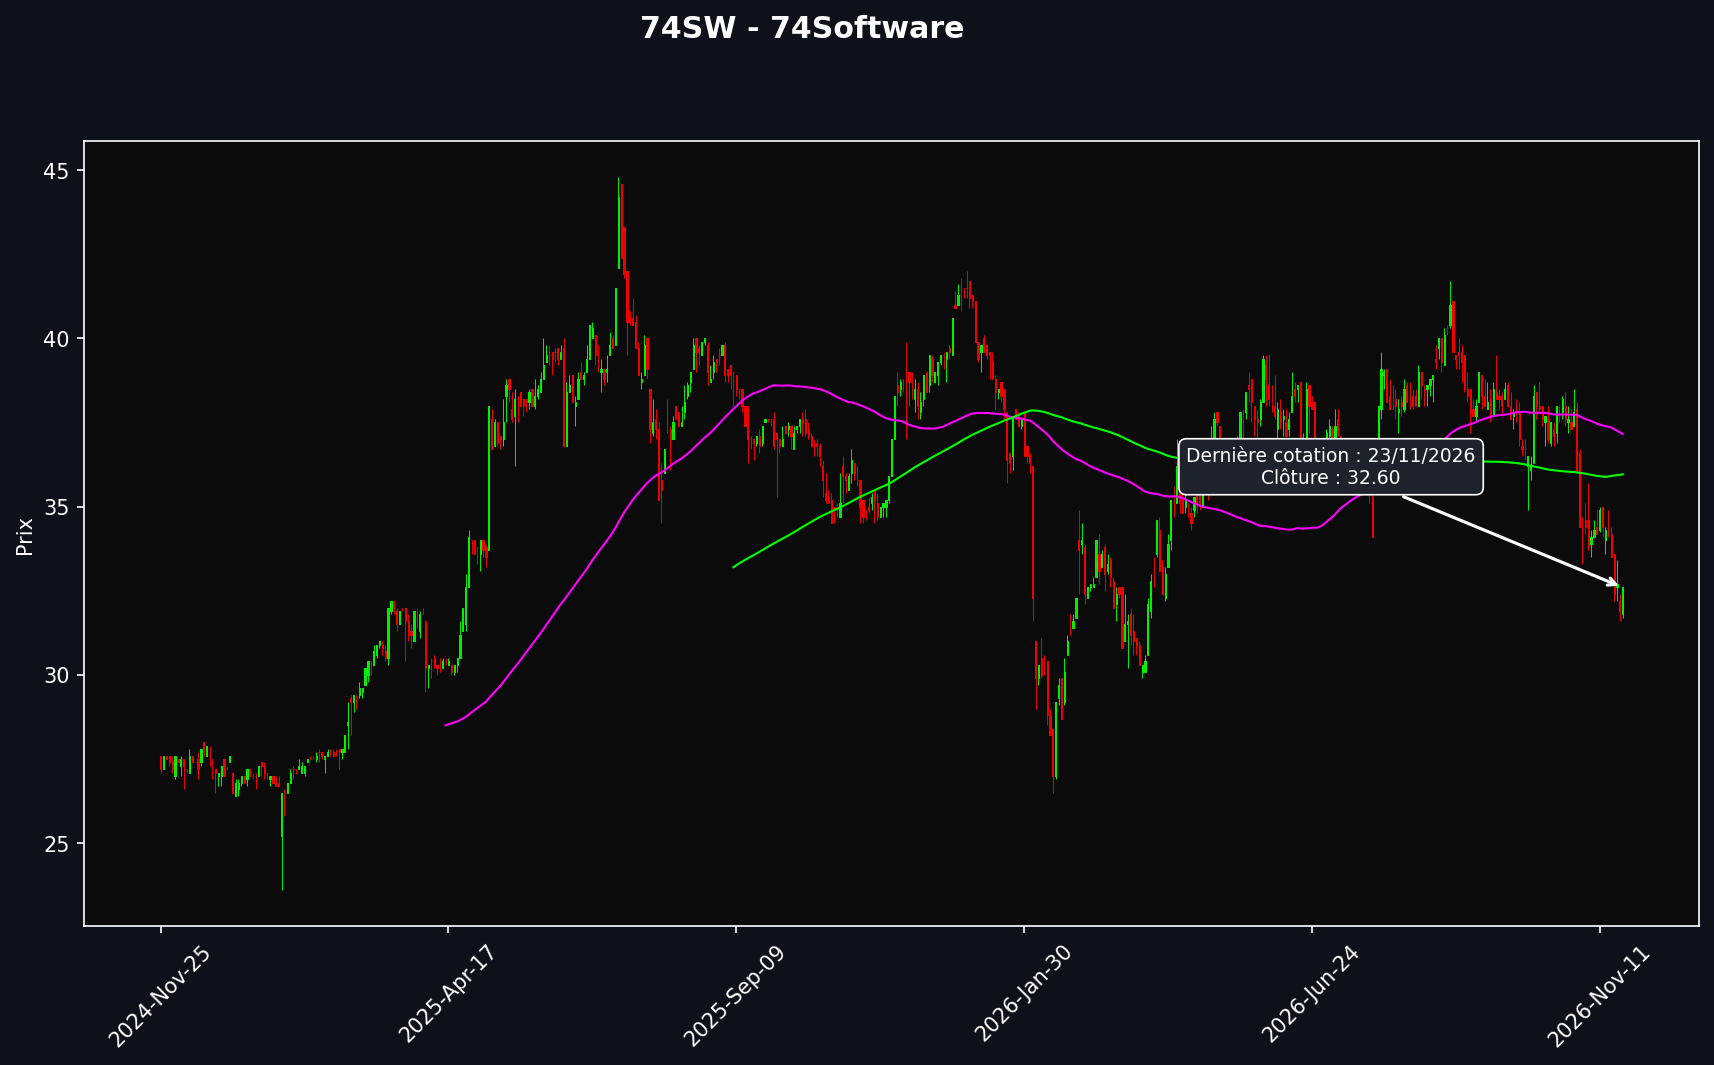 74SW - 74Software
45
40
35
30
25
Prix
Dernière cotation : 23/11/2026
Clôture : 32.60
2024-Nov-25
2025-Apr-17
2025-Sep-09
2026-Jan-30
2026-Jun-24
2026-Nov-11